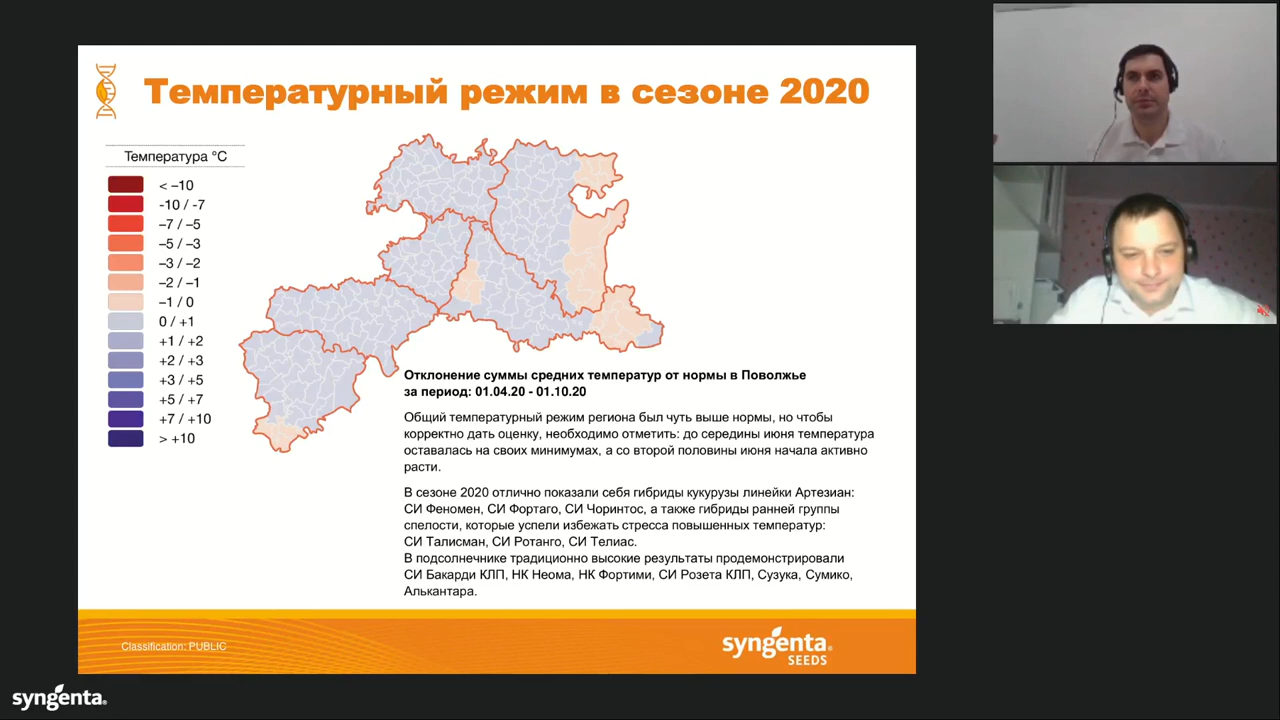 Температурный режим в сезоне 2020
Температура °C
< –10
-10 / -7
–7 / –5
–5 / –3
–3 / –2
–2 / –1
–1 / 0
0 / +1
+1 / +2
+2 / +3
+3 / +5
+5 / +7
+7 / +10
> +10
Отклонение суммы средних температур от нормы в Поволжье
за период: 01.04.20 - 01.10.20
Общий температурный режим региона был чуть выше нормы, но чтобы
корректно дать оценку, необходимо отметить: до середины июня температура
оставалась на своих минимумах, а со второй половины июня начала активно
расти.
В сезоне 2020 отлично показали себя гибриды кукурузы линейки Артезиан:
СИ Феномен, СИ Фортаго, СИ Чоринтос, а также гибриды ранней группы
спелости, которые успели избежать стресса повышенных температур:
СИ Талисман, СИ Ротанго, СИ Телиас.
В подсолнечнике традиционно высокие результаты продемонстрировали
СИ Бакарди КЛП, НК Неома, НК Фортими, СИ Розета КЛП, Сузука, Сумико,
Алькантара.
Classification: PUBLIC
syngenta.
SEEDS
syngenta.